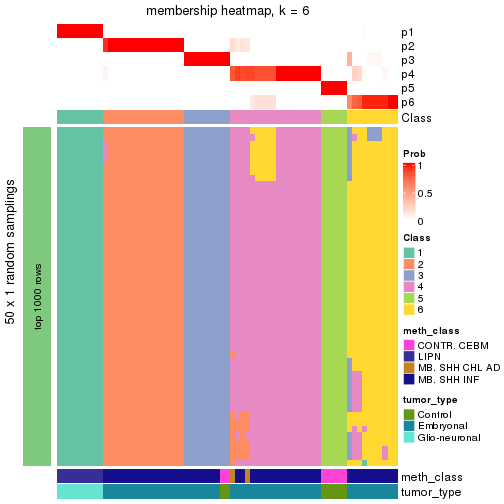 membership heatmap, k = 6
p1
p2
p3
p4
p5
p6
Class
50 x 1 random samplings
top 1000 rows
Prob
1
0.5
0
Class
1
2
3
4
5
6
meth_class
CONTR. CEBM
LIPN
MB. SHH CHL AD
MB. SHH INF
tumor_type
Control
Embryonal
Glio-neuronal
meth_class
tumor_type